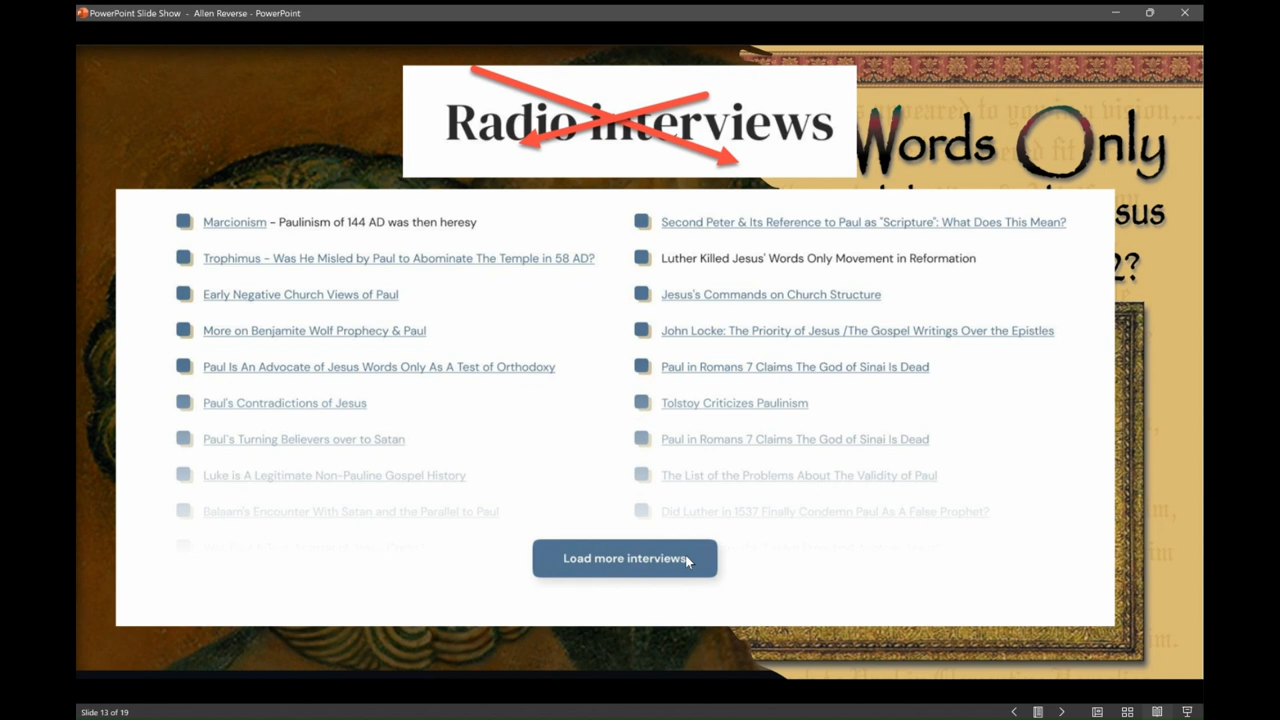 PowerPoint Slide Show - Allen Reverse - PowerPoint
Radio interviews
Words Only
sus
2?
Marcionism - Paulinism of 144 AD was then heresy
Trophimus - Was He Misled by Paul to Abominate The Temple in 58 AD?
Early Negative Church Views of Paul
More on Benjamite Wolf Prophecy & Paul
Paul Is An Advocate of Jesus Words Only As A Test of Orthodoxy
Paul's Contradictions of Jesus
Paul's Turning Believers over to Satan
Luke is A Legitimate Non-Pauline Gospel History
Balaam's Encounter With Satan and the Parallel to Paul
Second Peter & Its Reference to Paul as "Scripture": What Does This Mean?
Luther Killed Jesus' Words Only Movement in Reformation
Jesus's Commands on Church Structure
John Locke: The Priority of Jesus /The Gospel Writings Over the Epistles
Paul in Romans 7 Claims The God of Sinai Is Dead
Tolstoy Criticizes Paulinism
Paul in Romans 7 Claims The God of Sinai Is Dead
The List of the Problems About The Validity of Paul
Did Luther in 1537 Finally Condemn Paul As A False Prophet?
Load more interviews
Slide 13 of 19